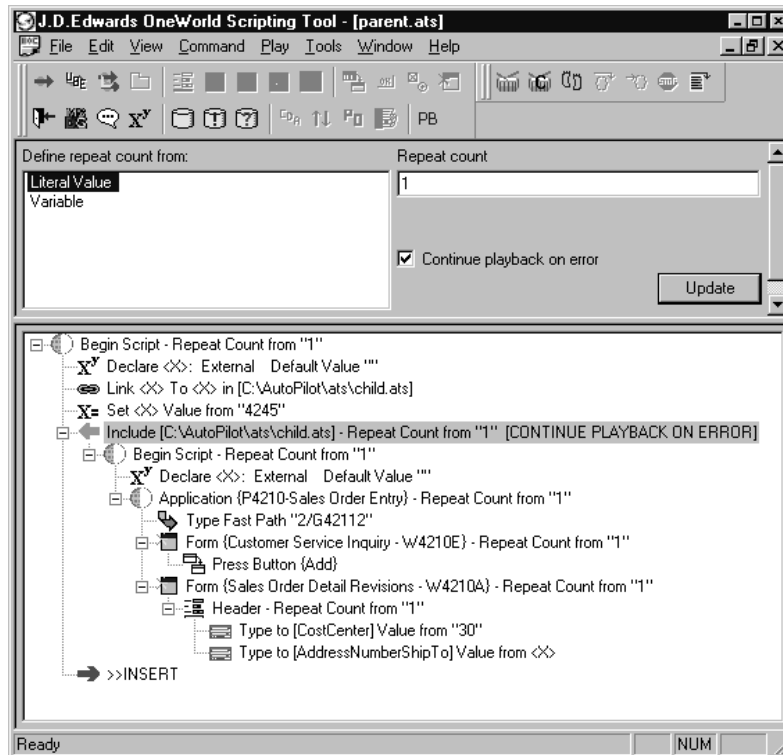 J.D.Edwards OneWorld Scripting Tool - [parent.ats]
File Edit View Command Play Tools Window Help
UBE
PB
Define repeat count from:
Repeat count
Literal Value
Variable
1
Continue playback on error
Update
Begin Script - Repeat Count from "1"
Declare <X>: External Default Value ""
Link <X> To <X> in [C:\AutoPilot\ats\child.ats]
Set <X> Value from "4245"
Include [C:\AutoPilot\ats\child.ats] - Repeat Count from "1" [CONTINUE PLAYBACK ON ERROR]
Begin Script - Repeat Count from "1"
Declare <X>: External Default Value ""
Application {P4210-Sales Order Entry} - Repeat Count from "1"
Type Fast Path "2/G42112"
Form {Customer Service Inquiry - W4210E} - Repeat Count from "1"
Press Button {Add}
Form {Sales Order Detail Revisions - W4210A} - Repeat Count from "1"
Header - Repeat Count from "1"
Type to [CostCenter] Value from "30"
Type to [AddressNumberShipTo] Value from <X>
>>INSERT
Ready
NUM